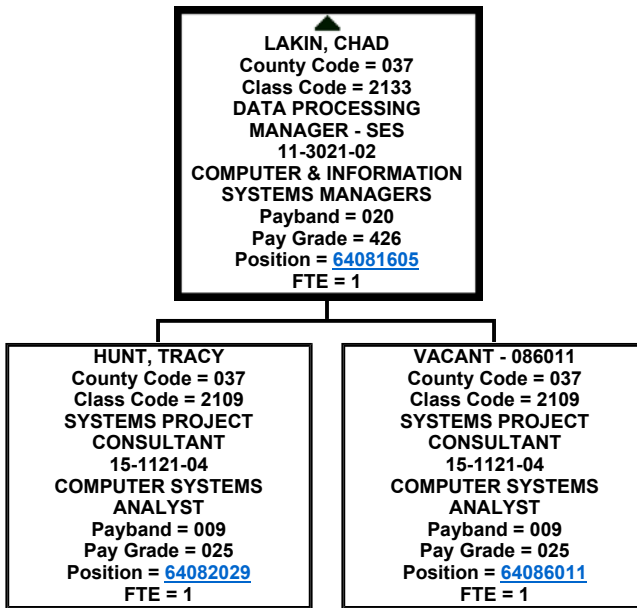 LAKIN, CHAD
County Code = 037
Class Code = 2133
DATA PROCESSING
MANAGER - SES
11-3021-02
COMPUTER & INFORMATION
SYSTEMS MANAGERS
Payband = 020
Pay Grade = 426
Position = 64081605
FTE = 1
HUNT, TRACY
County Code = 037
Class Code = 2109
SYSTEMS PROJECT
CONSULTANT
15-1121-04
COMPUTER SYSTEMS
ANALYST
Payband = 009
Pay Grade = 025
Position = 64082029
FTE = 1
VACANT - 086011
County Code = 037
Class Code = 2109
SYSTEMS PROJECT
CONSULTANT
15-1121-04
COMPUTER SYSTEMS
ANALYST
Payband = 009
Pay Grade = 025
Position = 64086011
FTE = 1